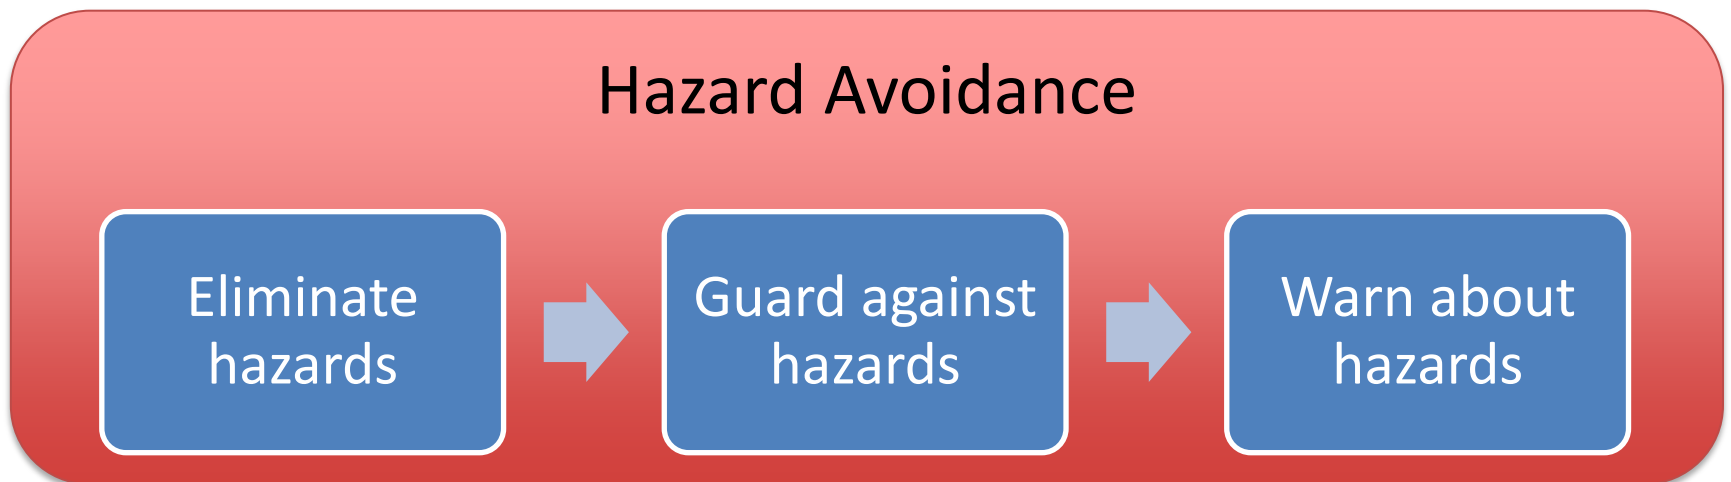 Hazard Avoidance
Eliminate
hazards
Guard against
hazards
Warn about
hazards